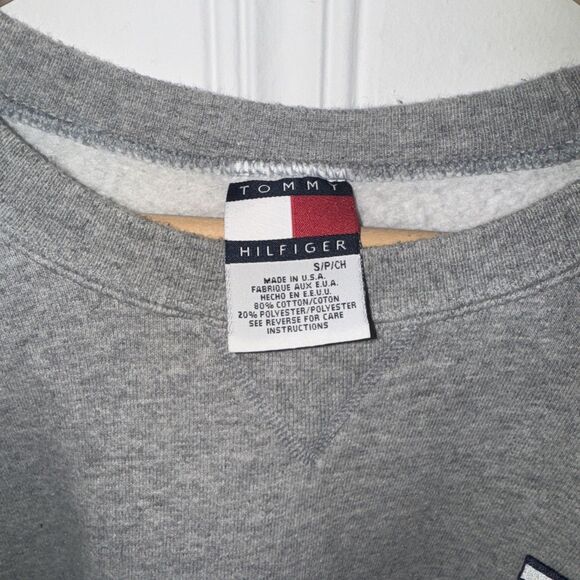 TOMMY
HILFIGER
S/P/CH
MADE IN U.S.A.
FABRIQUE AUX E.U.A.
HECHO EN E.E.U.U.
80% COTTON/COTON
20% POLYESTER/POLYESTER
SEE REVERSE FOR CARE
INSTRUCTIONS